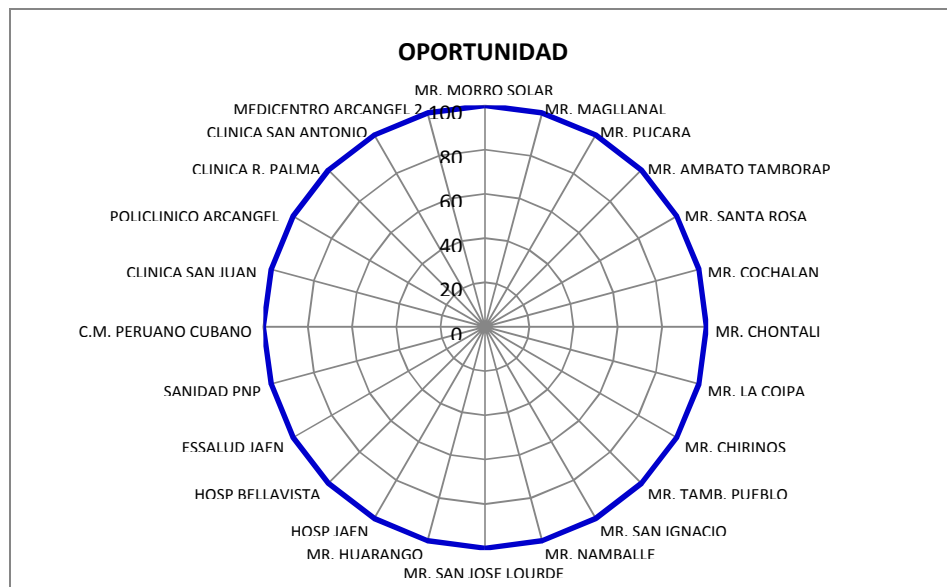 OPORTUNIDAD
MR. MORRO SOLAR
MR. MAGLLANAL
MR. PUCARA
MR. AMBATO TAMBORAP
MR. SANTA ROSA
MR. COCHALAN
MR. CHONTALI
MR. LA COIPA
MR. CHIRINOS
MR. TAMB. PUEBLO
MR. SAN IGNACIO
MR. NAMBALLE
MR. SAN JOSE LOURDE
MR. HUARANGO
HOSP JAEN
HOSP BELLAVISTA
ESSALUD JAEN
SANIDAD PNP
C.M. PERUANO CUBANO
CLINICA SAN JUAN
POLICLINICO ARCANGEL
CLINICA R. PALMA
CLINICA SAN ANTONIO
MEDICENTRO ARCANGEL 2
100
80
60
40
20
0